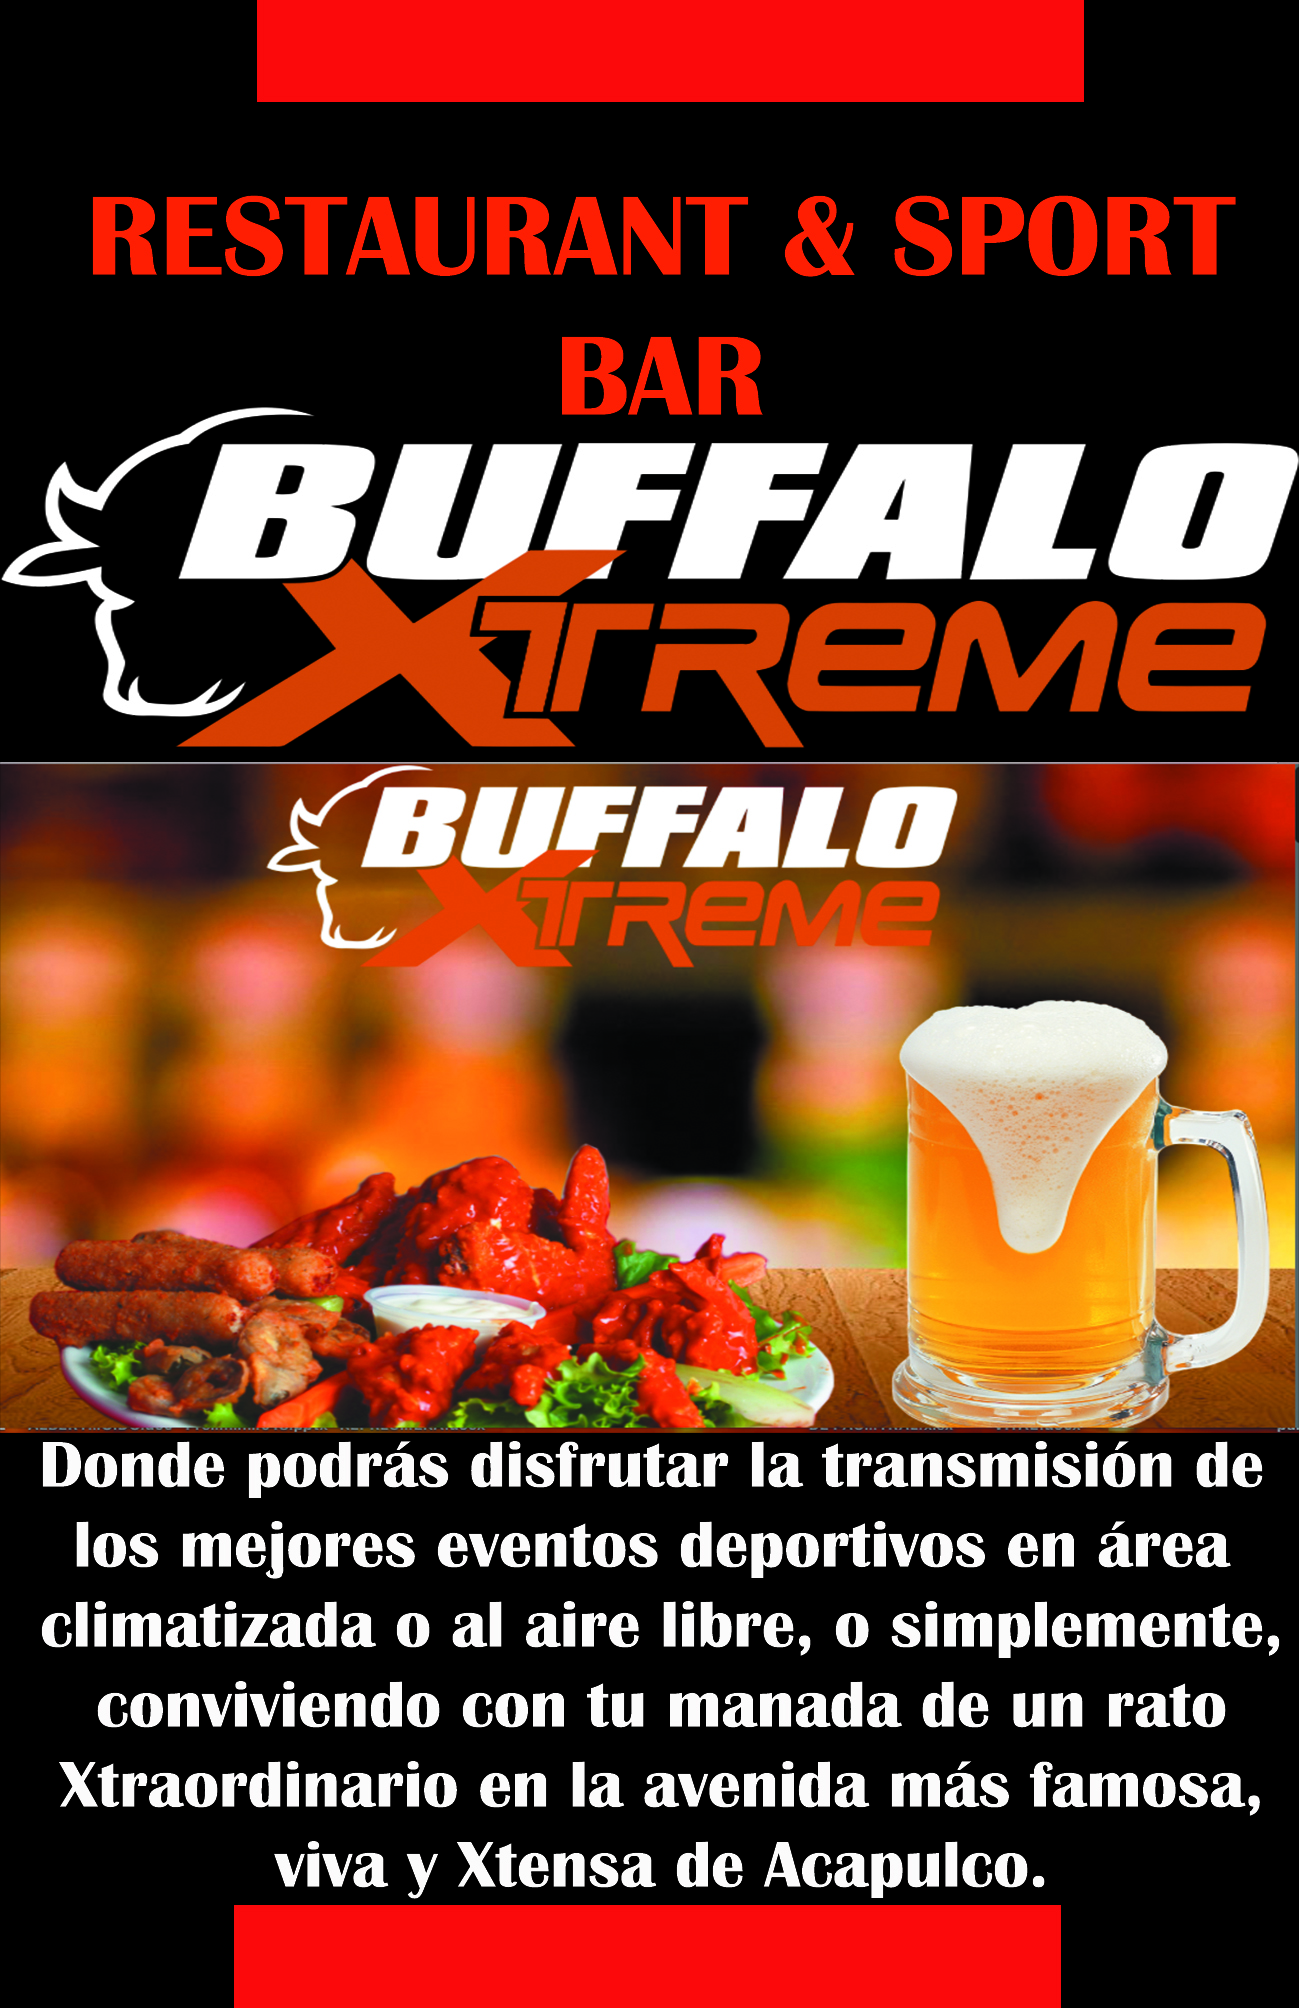 RESTAURANT & SPORT
BAR
BUFFALO
XTREME
BUFFALO
XTREME
Donde podrás disfrutar la transmisión de
los mejores eventos deportivos en área
climatizada o al aire libre, o simplemente,
conviviendo con tu manada de un rato
Xtraordinario en la avenida más famosa,
viva y Xtensa de Acapulco.